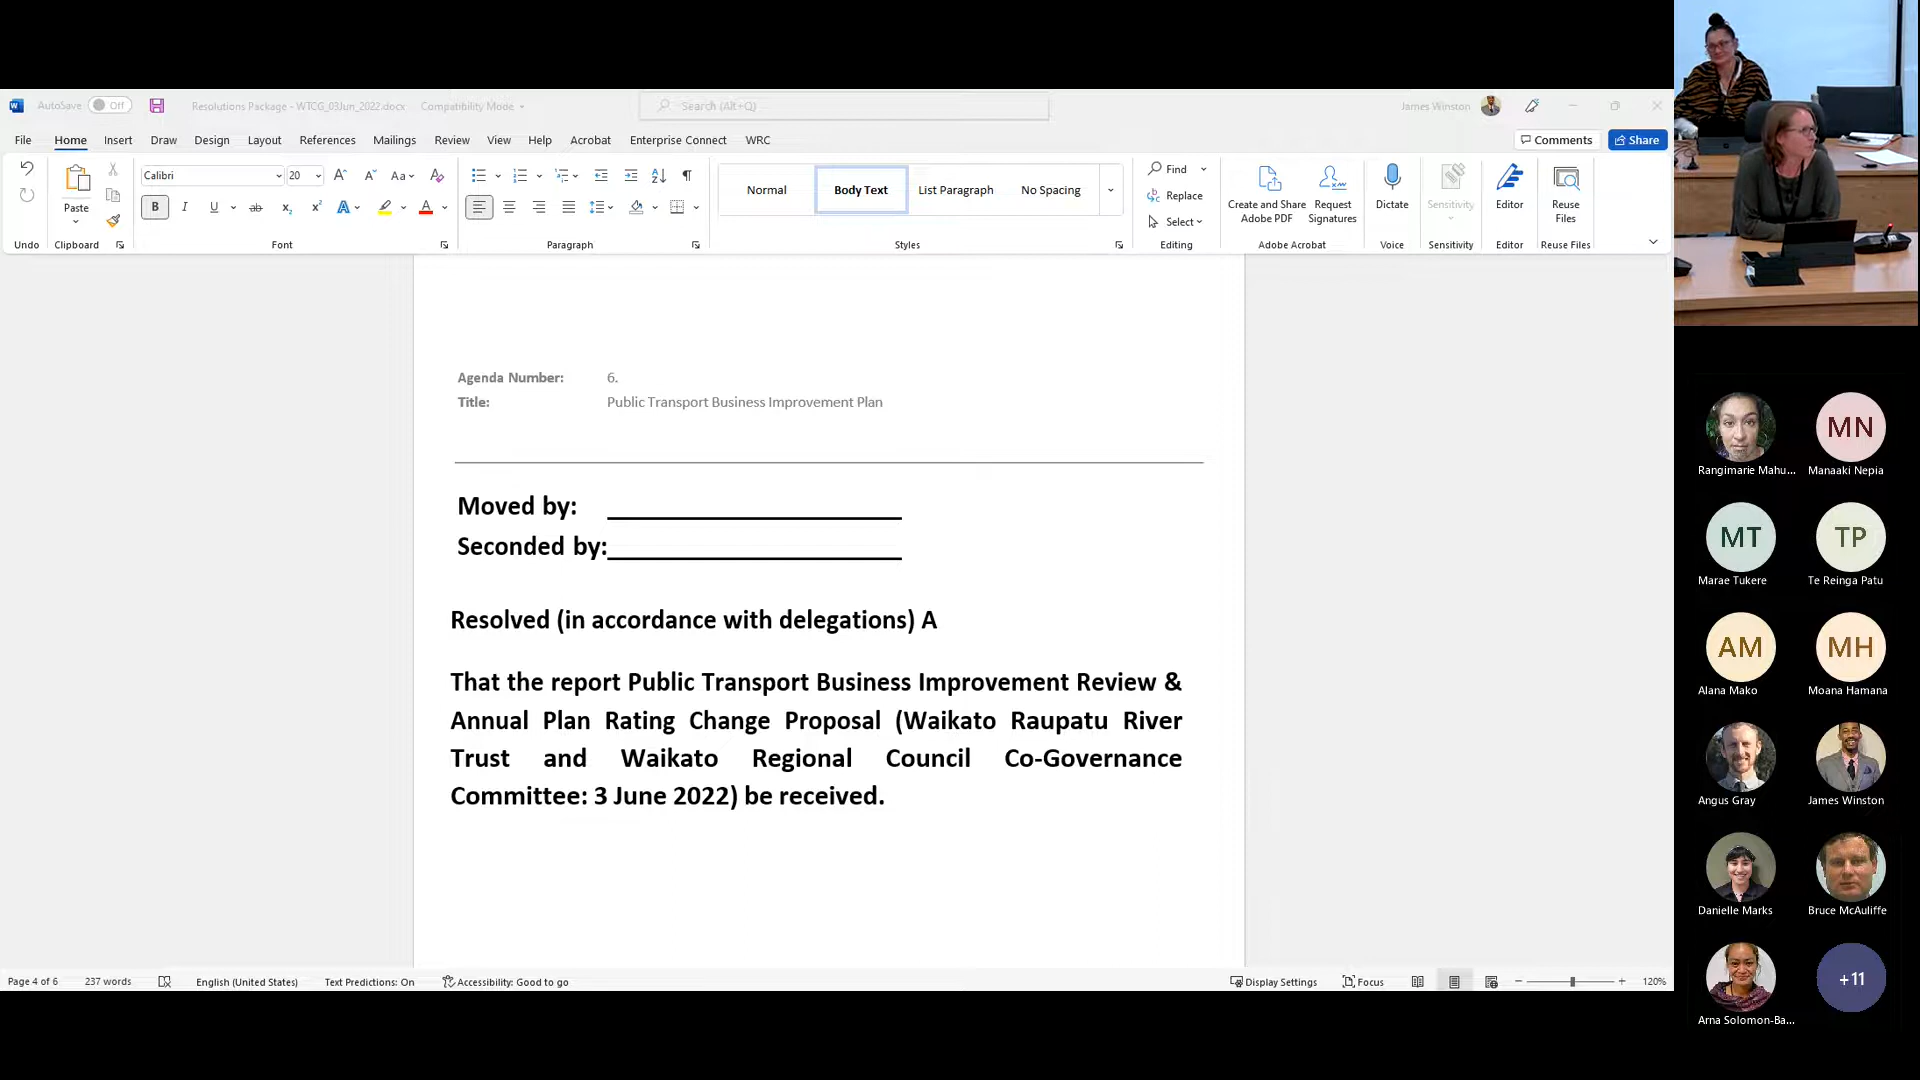 AutoSave Off Resolutions Package - WTCG_03Jun_2022.docx Compatibility Mode Search (Alt+Q) James Winston
File Home Insert Draw Design Layout References Mailings Review View Help Acrobat Enterprise Connect WRC Comments Share
Calibri 20 Aa
Normal Body Text List Paragraph No Spacing
Find
Replace
Select
Paste
B I U ab x₂ x² A A
Create and Share Adobe PDF
Request Signatures
Dictate
Sensitivity
Editor
Reuse Files
Undo Clipboard Font Paragraph Styles Editing Adobe Acrobat Voice Sensitivity Editor Reuse Files
Agenda Number: 6.
Title: Public Transport Business Improvement Plan
Moved by: ____________________
Seconded by: ____________________
Resolved (in accordance with delegations) A
That the report Public Transport Business Improvement Review &
Annual Plan Rating Change Proposal (Waikato Raupatu River
Trust and Waikato Regional Council Co-Governance
Committee: 3 June 2022) be received.
Page 4 of 6 237 words English (United States) Text Predictions: On Accessibility: Good to go Display Settings Focus 120%
Rangimarie Mahu...
MN
Manaaki Nepia
MT
Marae Tukere
TP
Te Reinga Patu
AM
Alana Mako
MH
Moana Hamana
Angus Gray
James Winston
Danielle Marks
Bruce McAuliffe
Arna Solomon-Ba...
+11